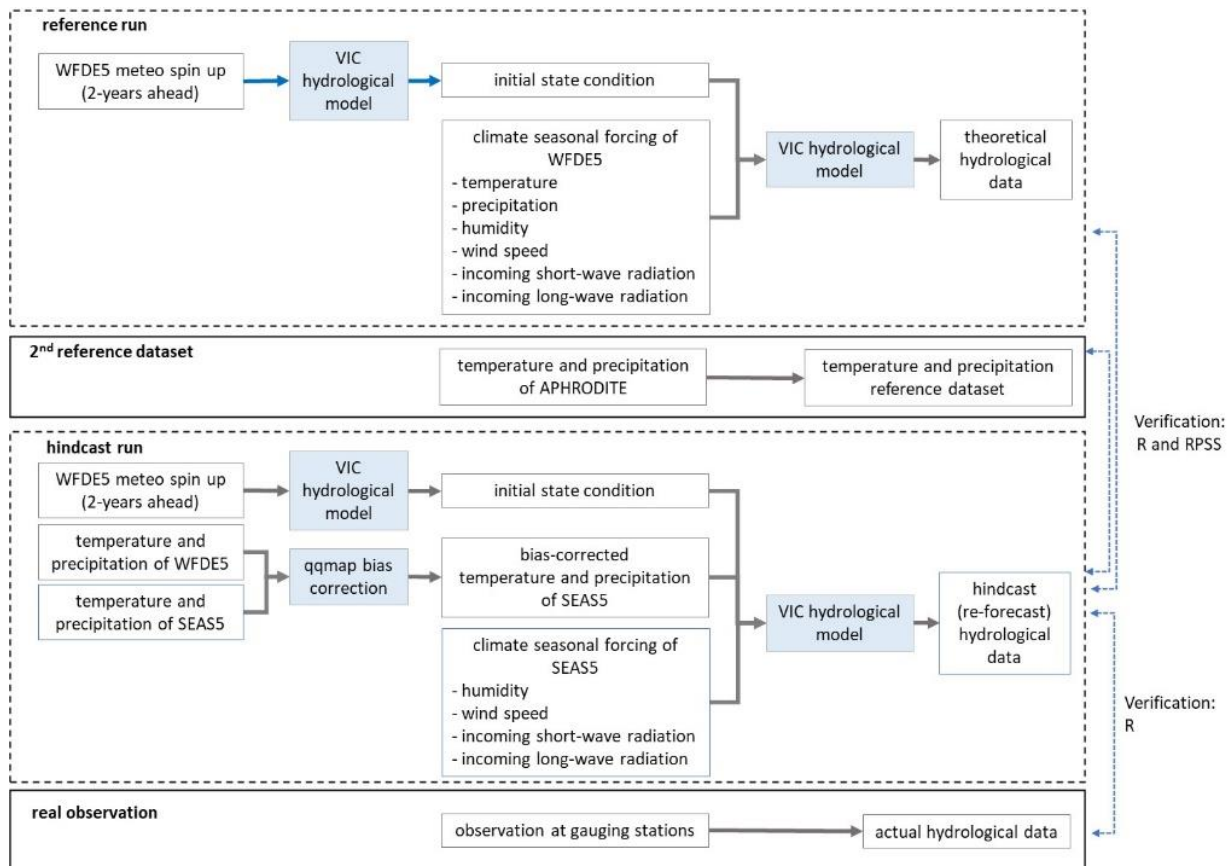 reference run
WFDE5 meteo spin up
(2-years ahead)
VIC
hydrological
model
initial state condition
climate seasonal forcing of
WFDE5
- temperature
- precipitation
- humidity
- wind speed
- incoming short-wave radiation
- incoming long-wave radiation
VIC hydrological
model
theoretical
hydrological
data
2nd reference dataset
temperature and precipitation
of APHRODITE
temperature and precipitation
reference dataset
Verification:
R and RPSS
hindcast run
WFDE5 meteo spin up
(2-years ahead)
VIC
hydrological
model
initial state condition
temperature and
precipitation of WFDE5
temperature and
precipitation of SEAS5
qqmap bias
correction
bias-corrected
temperature and precipitation
of SEAS5
climate seasonal forcing of
SEAS5
- humidity
- wind speed
- incoming short-wave radiation
- incoming long-wave radiation
VIC hydrological
model
hindcast
(re-forecast)
hydrological
data
Verification:
R
real observation
observation at gauging stations
actual hydrological data